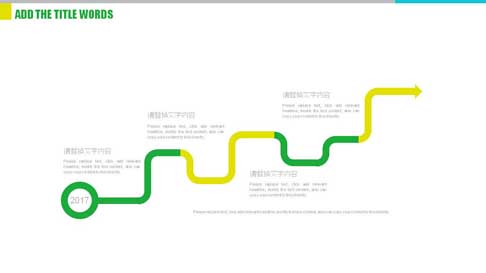 ADD THE TITLE WORDS
请替换文字内容
Please replace text, click add relevant
headline, modify the text content, also can
copy your content to this directly.
请替换文字内容
Please replace text, click add relevant
headline, modify the text content, also can
copy your content to this directly.
请替换文字内容
Please replace text, click add relevant
headline, modify the text content, also can
copy your content to this directly.
请替换文字内容
Please replace text, click add relevant
headline, modify the text content, also can
copy your content to this directly.
2017
Please replace text, click add relevant headline, modify the text content, also can copy your content to this directly.